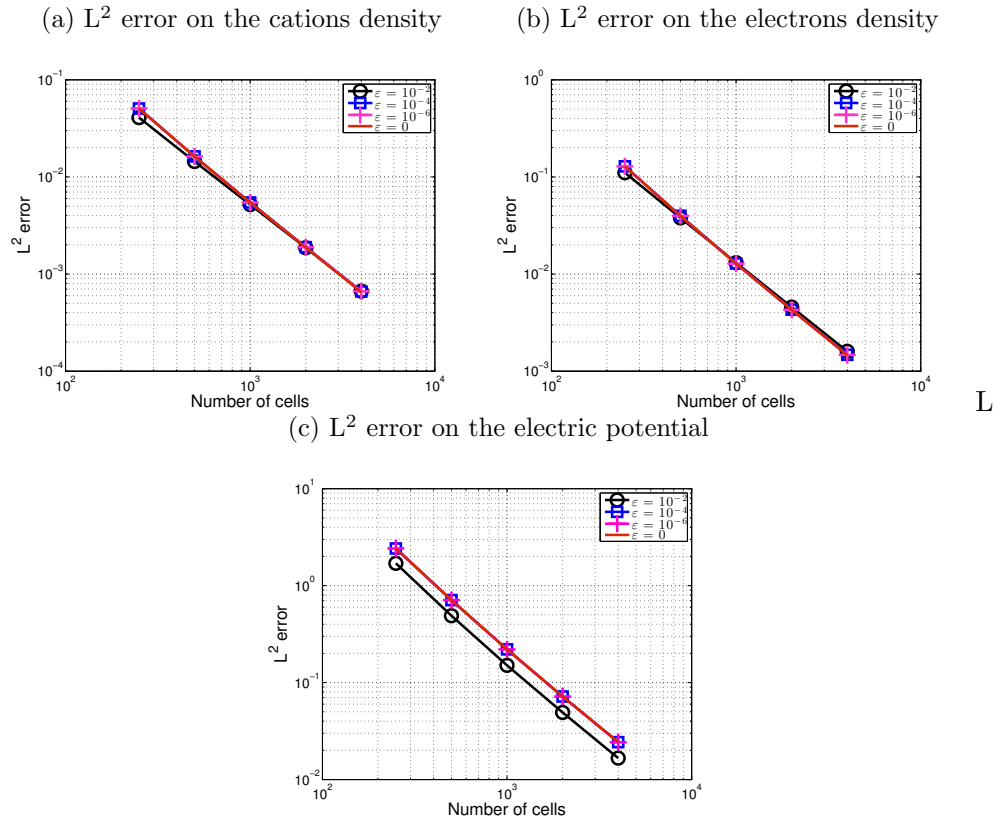 (a) L² error on the cations density
(b) L² error on the electrons density
10⁻¹
10⁻²
10⁻³
10⁻⁴
L² error
10²
10³
10⁴
Number of cells
ε = 10⁻²
ε = 10⁻⁴
ε = 10⁻⁶
ε = 0
10⁰
10⁻¹
10⁻²
10⁻³
L² error
10²
10³
10⁴
Number of cells
ε = 10⁻²
ε = 10⁻⁴
ε = 10⁻⁶
ε = 0
L
(c) L² error on the electric potential
10¹
10⁰
10⁻¹
10⁻²
L² error
10²
10³
10⁴
Number of cells
ε = 10⁻²
ε = 10⁻⁴
ε = 10⁻⁶
ε = 0